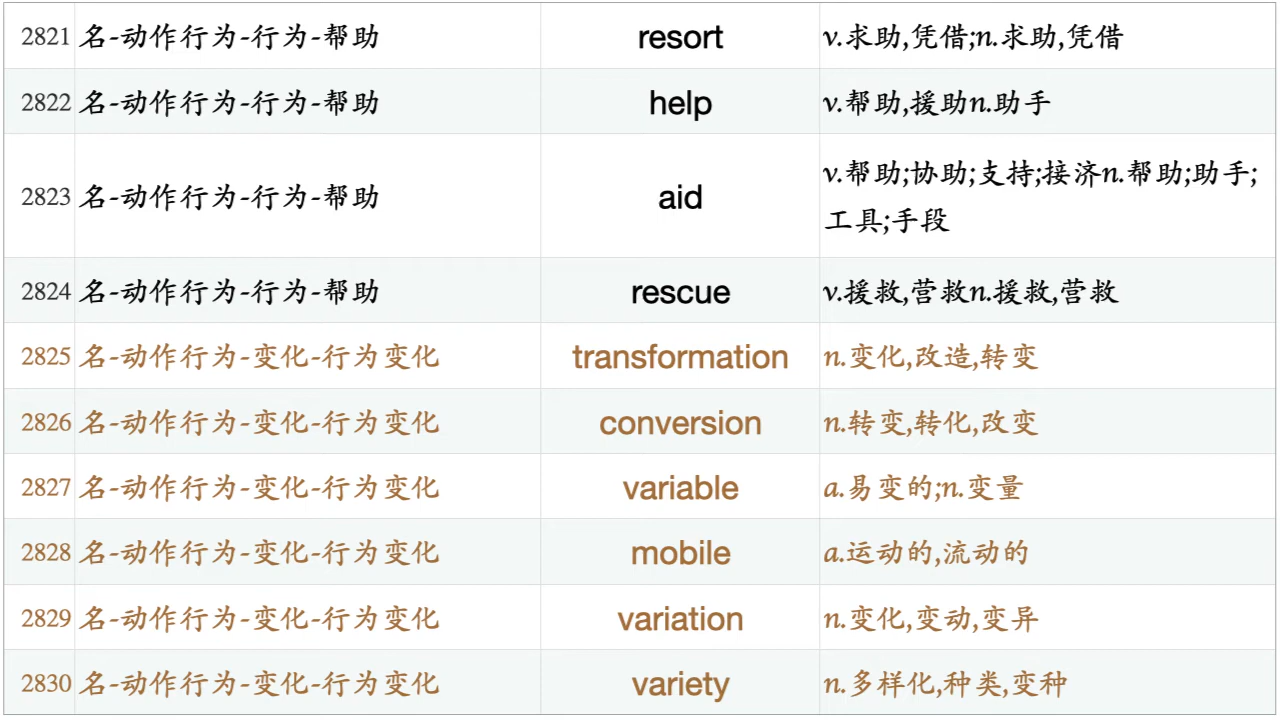 2821 名-动作行为-行为-帮助 resort v.求助,凭借;n.求助,凭借
2822 名-动作行为-行为-帮助 help v.帮助,援助n.助手
2823 名-动作行为-行为-帮助 aid v.帮助;协助;支持;接济n.帮助;助手;
工具;手段
2824 名-动作行为-行为-帮助 rescue v.援救,营救n.援救,营救
2825 名-动作行为-变化-行为变化 transformation n.变化,改造,转变
2826 名-动作行为-变化-行为变化 conversion n.转变,转化,改变
2827 名-动作行为-变化-行为变化 variable a.易变的;n.变量
2828 名-动作行为-变化-行为变化 mobile a.运动的,流动的
2829 名-动作行为-变化-行为变化 variation n.变化,变动,变异
2830 名-动作行为-变化-行为变化 variety n.多样化,种类,变种